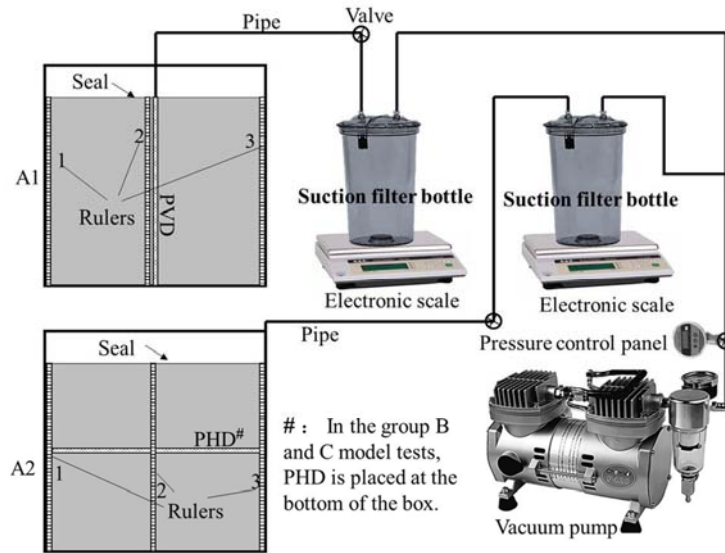 Valve
Pipe
Seal
1
2
3
A1
Rulers
PVD
Suction filter bottle
Suction filter bottle
Electronic scale
Electronic scale
Pipe
Pressure control panel
Seal
PHD#
A2
1
2
3
Rulers
#： In the group B
and C model tests,
PHD is placed at the
bottom of the box.
Vacuum pump